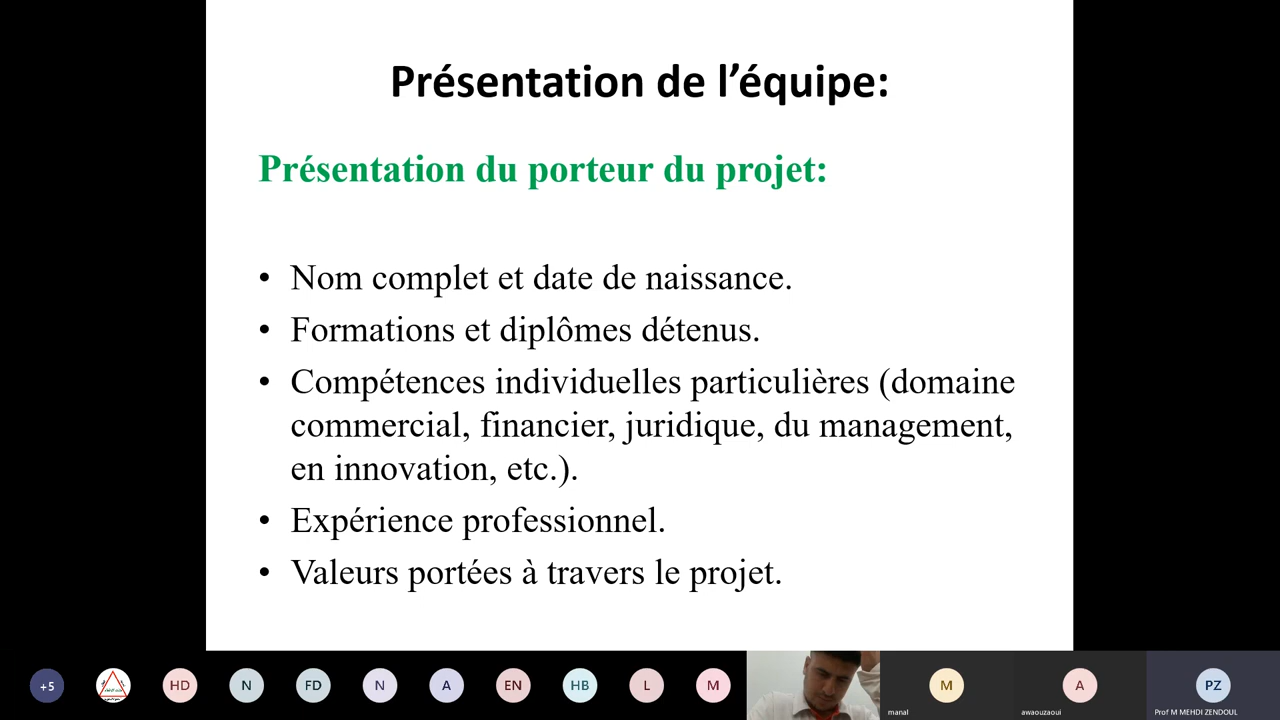 Présentation de l’équipe:
Présentation du porteur du projet:
• Nom complet et date de naissance.
• Formations et diplômes détenus.
• Compétences individuelles particulières (domaine
commercial, financier, juridique, du management,
en innovation, etc.).
• Expérience professionnel.
• Valeurs portées à travers le projet.
+5
HD
N
FD
N
A
EN
HB
L
M
M
manal
A
awaouzaoui
PZ
Prof M MEHDI ZENDOUL